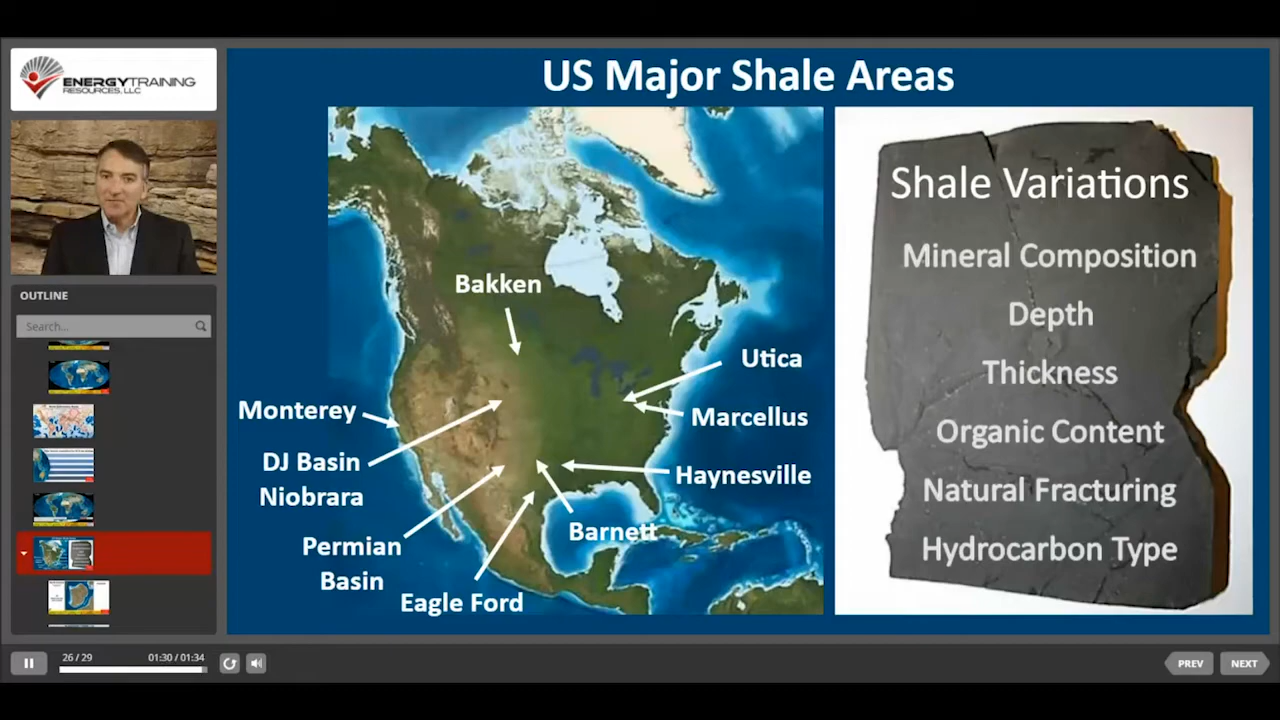 ENERGYTRAINING
RESOURCES, LLC
OUTLINE
Search...
US Major Shale Areas
Bakken
Utica
Monterey
Marcellus
DJ Basin
Niobrara
Haynesville
Barnett
Permian
Basin
Eagle Ford
Shale Variations
Mineral Composition
Depth
Thickness
Organic Content
Natural Fracturing
Hydrocarbon Type
26 / 29
01:30 / 01:34
PREV
NEXT